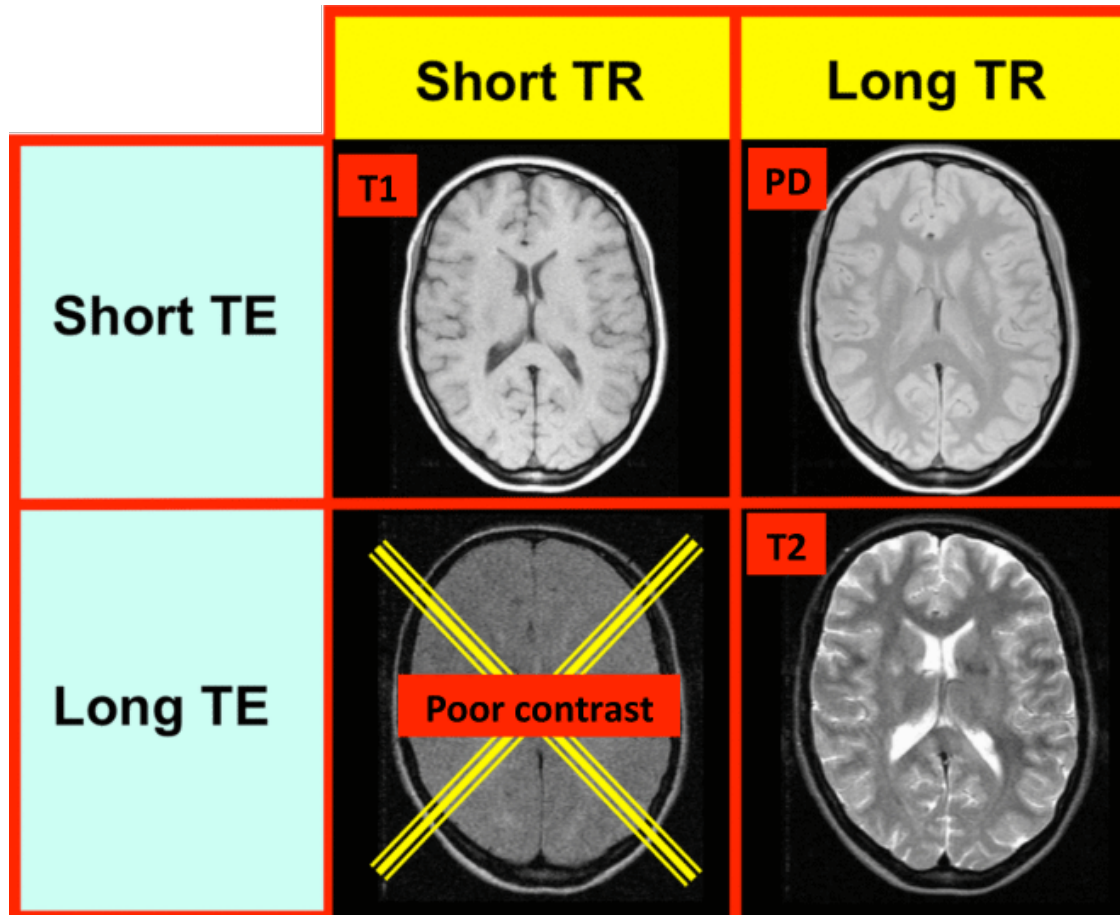 Short TR
Long TR
Short TE
T1
PD
Long TE
Poor contrast
T2